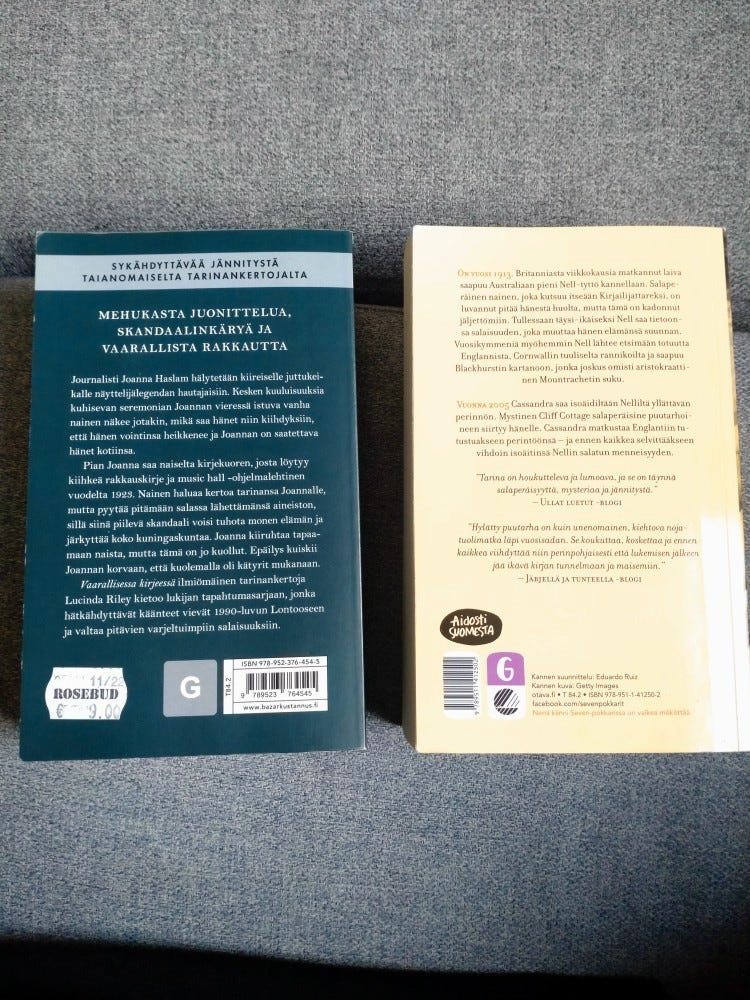 SYKÄHDYTTÄVÄÄ JÄNNITYSTÄ
TAIANOMAISELTA TARINANKERTOJALTA
MEHUKASTA JUONITTELUA,
SKANDAALINKÄRYÄ JA
VAARALLISTA RAKKAUTTA
Journalisti Joanna Haslam hälytetään kiireiselle juttukei-
kalle näyttelijälegendan hautajaisiin. Kesken kuuluisuuksia
kuhisevan seremonian Joannan vieressä istuva vanha
nainen näkee jotakin, mikä saa hänet niin kiihdyksiin,
että hänen vointinsa heikkenee ja Joannan on saatettava
hänet kotiinsa.
Pian Joanna saa naiselta kirjekuoren, josta löytyy
kiihkeä rakkauskirje ja music hall -ohjelmalehtinen
vuodelta 1923. Nainen haluaa kertoa tarinansa Joannalle,
mutta pyytää pitämään salassa lähettämänsä aineiston,
sillä siinä piilevä skandaali voisi tuhota monen elämän ja
järkyttää koko kuningaskuntaa. Joanna kiiruhtaa tapaa-
maan naista, mutta tämä on jo kuollut. Epäilys kuiskii
Joannan korvaan, että kuolemalla oli kätyrit mukanaan.
Vaarallisessa kirjeessä ilmiömäinen tarinankertoja
Lucinda Riley kietoo lukijan tapahtumasarjaan, jonka
hätkähdyttävät käänteet vievät 1990-luvun Lontooseen
ja valtaa pitävien varjeltuimpiin salaisuuksiin.
11/22
ROSEBUD
€ 9.00
G
T84.2
ISBN 978-952-376-454-5
9 789523 764545
www.bazarkustannus.fi
On vuosi 1913. Britanniasta viikkokausia matkannut laiva
saapuu Australiaan pieni Nell-tyttö kannellaan. Salape-
räinen nainen, joka kutsuu itseään Kirjailijattareksi, on
luvannut pitää hänestä huolta, mutta tämä on kadonnut
jäljettömiin. Tullessaan täysi-ikäiseksi Nell saa tietoon-
sa salaisuuden, joka muuttaa hänen elämänsä suunnan.
Vuosikymmeniä myöhemmin Nell lähtee etsimään totuutta
Englannista, Cornwallin tuuliselta rannikolta ja saapuu
Blackhurstin kartanoon, jonka joskus omisti aristokraatti-
nen Mountrachetin suku.
Vuonna 2005 Cassandra saa isoäidiltään Nelliltä yllättävän
perinnön. Mystinen Cliff Cottage salaperäisine puutarhoi-
neen siirtyy hänelle. Cassandra matkustaa Englantiin tu-
tustuakseen perintöönsä – ja ennen kaikkea selvittääkseen
vihdoin isoäitinsä Nellin salatun menneisyyden.
"Tarina on houkutteleva ja lumoava, ja se on täynnä
salaperäisyyttä, mysteriaa ja jännitystä."
– Ullat luetut -blogi
"Hylätty puutarha on kuin unenomainen, kiehtova noja-
tuolimatka läpi vuosisadan. Se koukuttaa, koskettaa ja ennen
kaikkea viihdyttää niin perinpohjaisesti että lukemisen jälkeen
jää ikävä kirjan tunnelmaan ja maisemiin."
– Järjellä ja tunteella -blogi
Aidosti
SUOMESTA
9789511412502
Kannen suunnittelu: Eduardo Ruiz
Kannen kuva: Getty Images
otava.fi • T 84.2 • ISBN 978-951-1-41250-2
facebook.com/sevenpokkarit